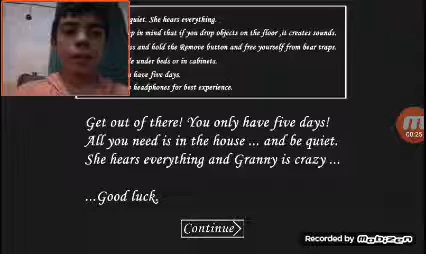 quiet. She hears everything.
p in mind that if you drop objects on the floor ,it creates sounds.
ss and hold the Remove button and free yourself from bear traps.
e under beds or in cabinets.
have five days.
headphones for best experience.
Get out of there! You only have five days!
All you need is in the house ... and be quiet.
She hears everything and Granny is crazy ...
...Good luck.
Continue
00:25
Recorded by Mobizen